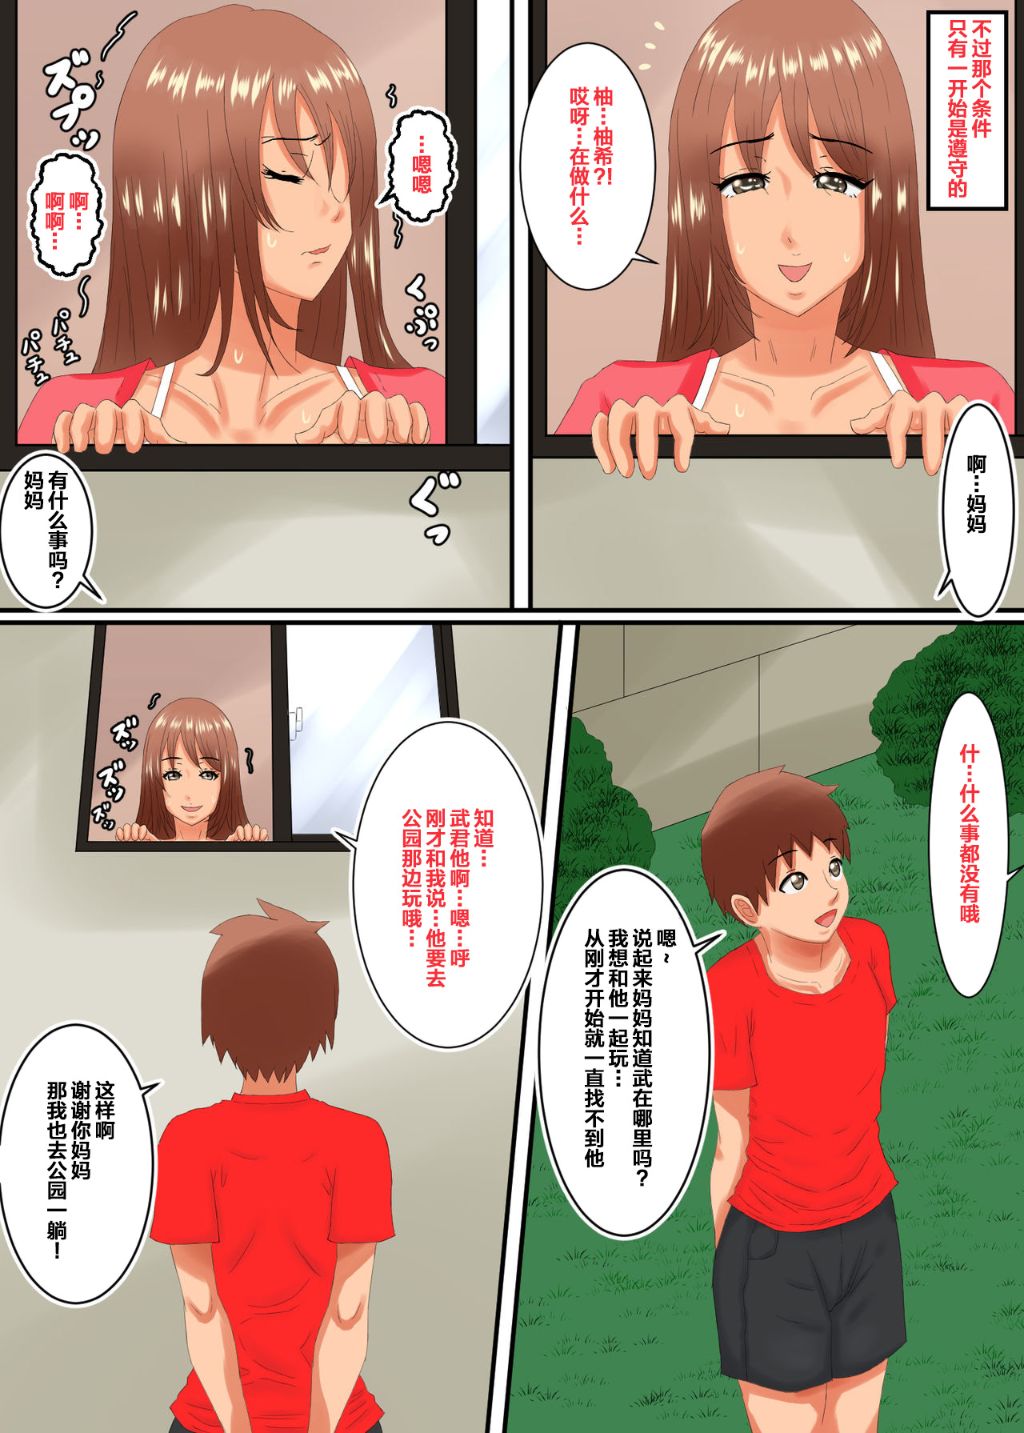 不过那个条件
只有一开始是遵守的
柚…柚希?!
哎呀…在做什么…
啊…妈妈
…嗯嗯
啊…
啊啊…
ズプッ
パチュ
パチュ
ぷっ
ぐっ
有什么事吗？
妈妈
什…什么事都没有哦
嗯~
说起来妈妈知道武在哪里吗？
我想和他一起玩…
从刚才开始就一直找不到他
ズッ
ズッ
ズッ
知道…
武君他啊…嗯…呼
刚才和我说…他要去
公园那边玩哦…
这样啊
谢谢你妈妈
那我也去公园一躺！